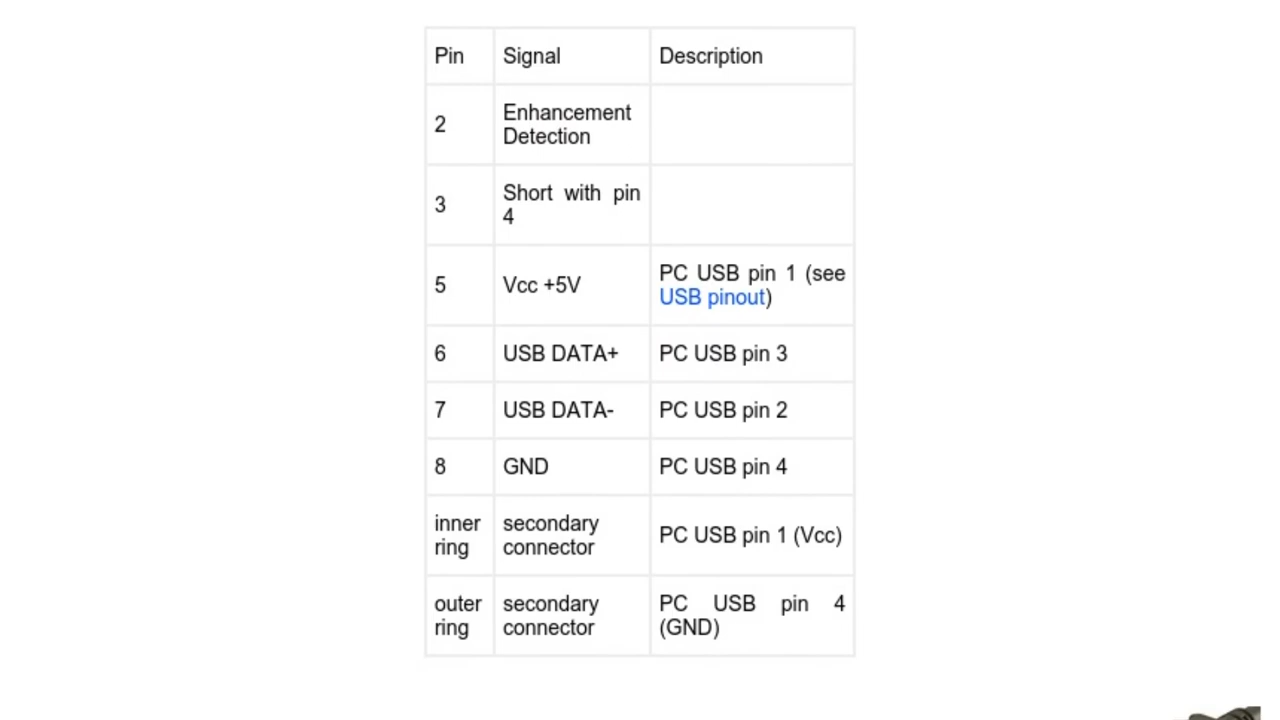 Pin Signal Description
2 Enhancement
Detection
3 Short with pin
4
5 Vcc +5V PC USB pin 1 (see
USB pinout)
6 USB DATA+ PC USB pin 3
7 USB DATA- PC USB pin 2
8 GND PC USB pin 4
inner
ring
secondary
connector
PC USB pin 1 (Vcc)
outer
ring
secondary
connector
PC USB pin 4
(GND)